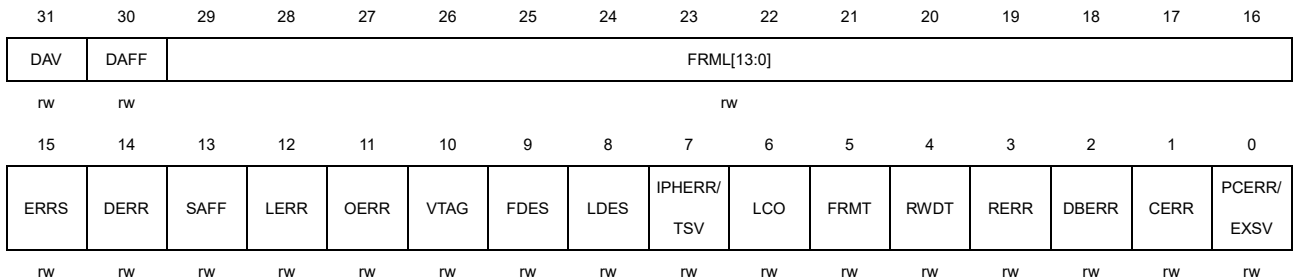 31 30 29 28 27 26 25 24 23 22 21 20 19 18 17 16
DAV DAFF FRML[13:0]
rw rw rw
15 14 13 12 11 10 9 8 7 6 5 4 3 2 1 0
ERRS DERR SAFF LERR OERR VTAG FDES LDES IPHERR/ TSV LCO FRMT RWDT RERR DBERR CERR PCERR/ EXSV
rw rw rw rw rw rw rw rw rw rw rw rw rw rw rw rw